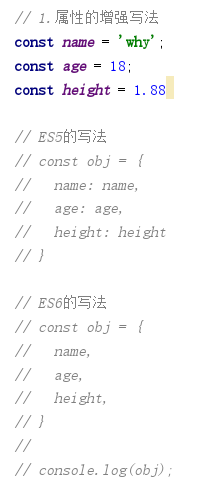 // 1.属性的增强写法
const name = 'why';
const age = 18;
const height = 1.88
// ES5的写法
// const obj = {
//   name: name,
//   age: age,
//   height: height
// }
// ES6的写法
// const obj = {
//   name,
//   age,
//   height,
// }
//
// console.log(obj);